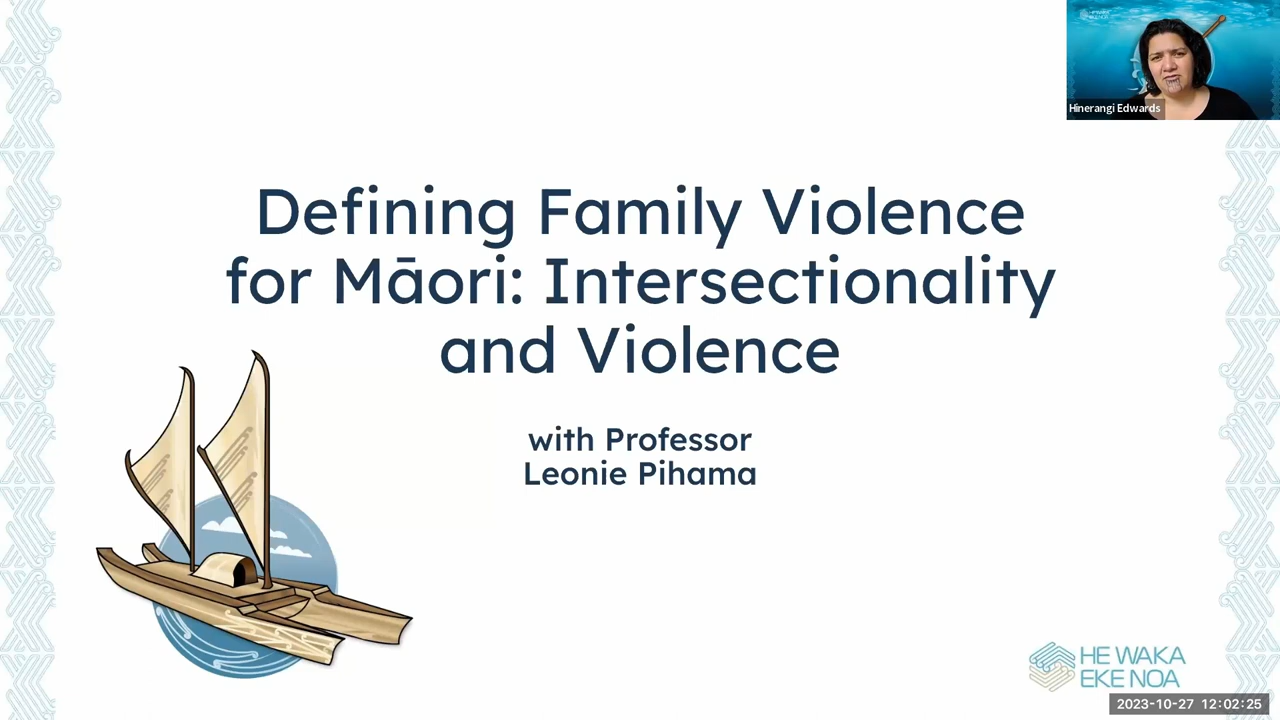 Hinerangi Edwards
Defining Family Violence
for Māori: Intersectionality
and Violence
with Professor
Leonie Pihama
HE WAKA
EKE NOA
2023-10-27 12:02:25